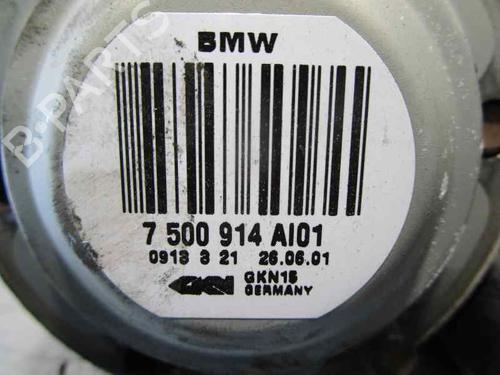 B-PARTS
BMW
7 500 914 AI01
0913 3 21 26.06.01
GKN GKN15
GERMANY